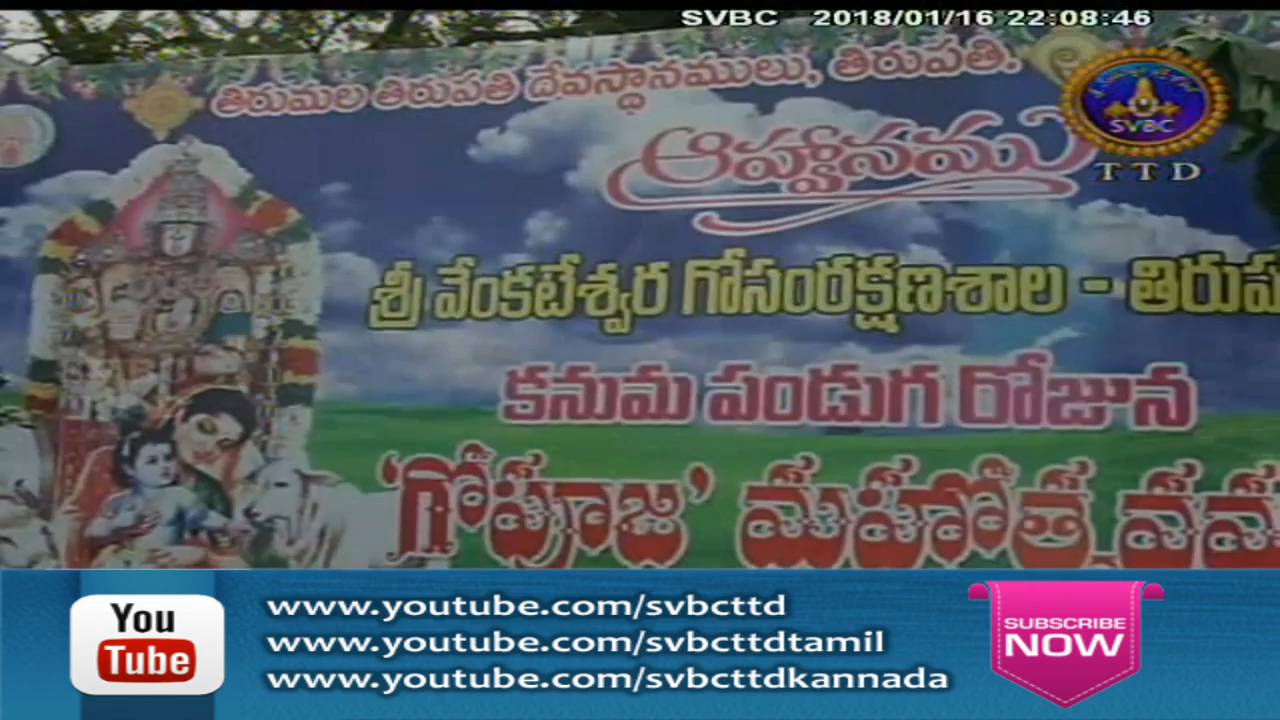 SVBC 2018/01/16 22:08:46
తిరుమల తిరుపతి దేవస్థానములు, తిరుపతి.
SVBC
TTD
ఆహ్వానము
శ్రీ వేంకటేశ్వర గోసంరక్షణశాల - తిరుప
కనుమ పండుగ రోజున
'గోపూజ' మహోత్సవము
You
Tube
www.youtube.com/svbcttd
www.youtube.com/svbcttdtamil
www.youtube.com/svbcttdkannada
SUBSCRIBE
NOW